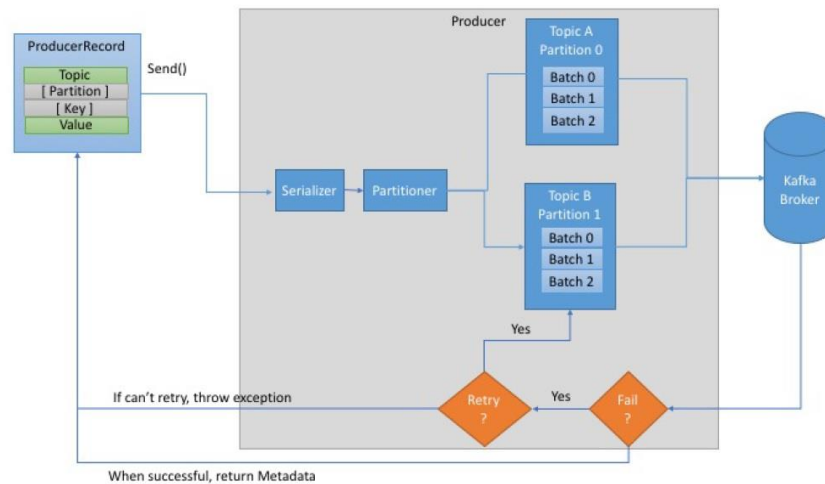 Producer
ProducerRecord
Topic
[ Partition ]
[ Key ]
Value
Send()
Topic A
Partition 0
Batch 0
Batch 1
Batch 2
Serializer
Partitioner
Topic B
Partition 1
Batch 0
Batch 1
Batch 2
Kafka
Broker
Yes
If can't retry, throw exception
Retry
?
Yes
Fail
?
When successful, return Metadata